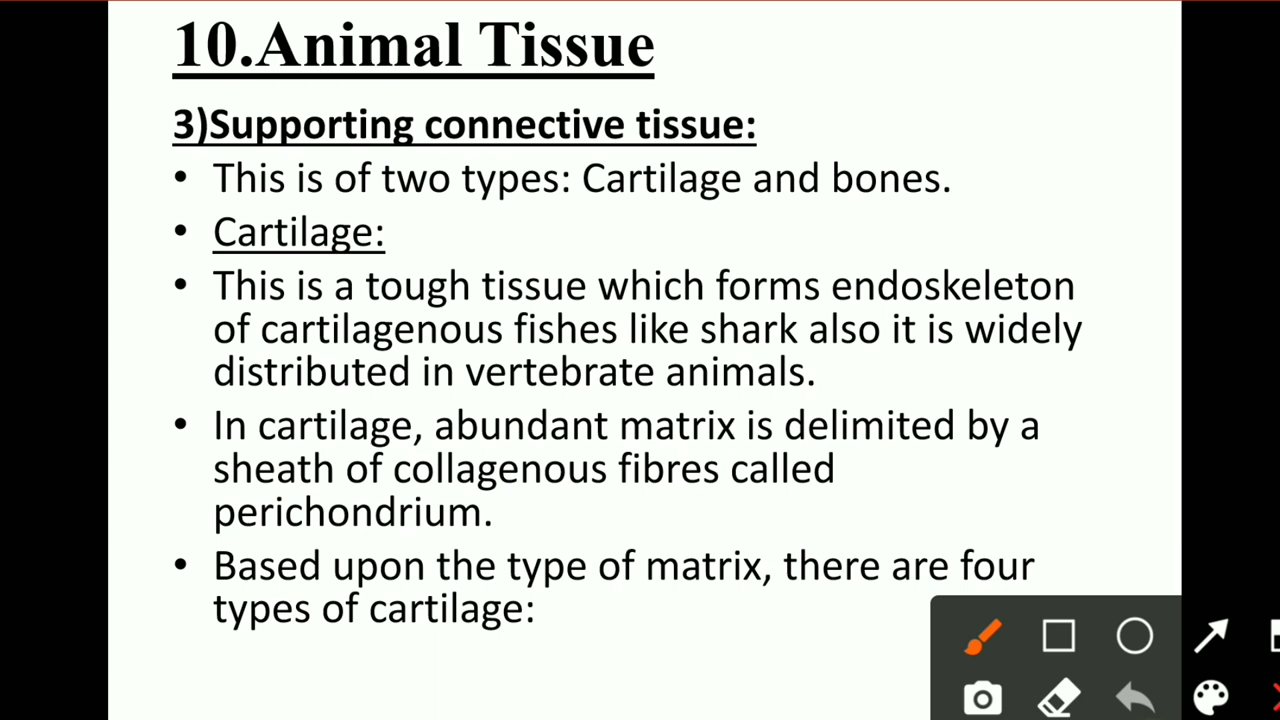 10.Animal Tissue
3)Supporting connective tissue:
• This is of two types: Cartilage and bones.
• Cartilage:
• This is a tough tissue which forms endoskeleton
of cartilagenous fishes like shark also it is widely
distributed in vertebrate animals.
• In cartilage, abundant matrix is delimited by a
sheath of collagenous fibres called
perichondrium.
• Based upon the type of matrix, there are four
types of cartilage: